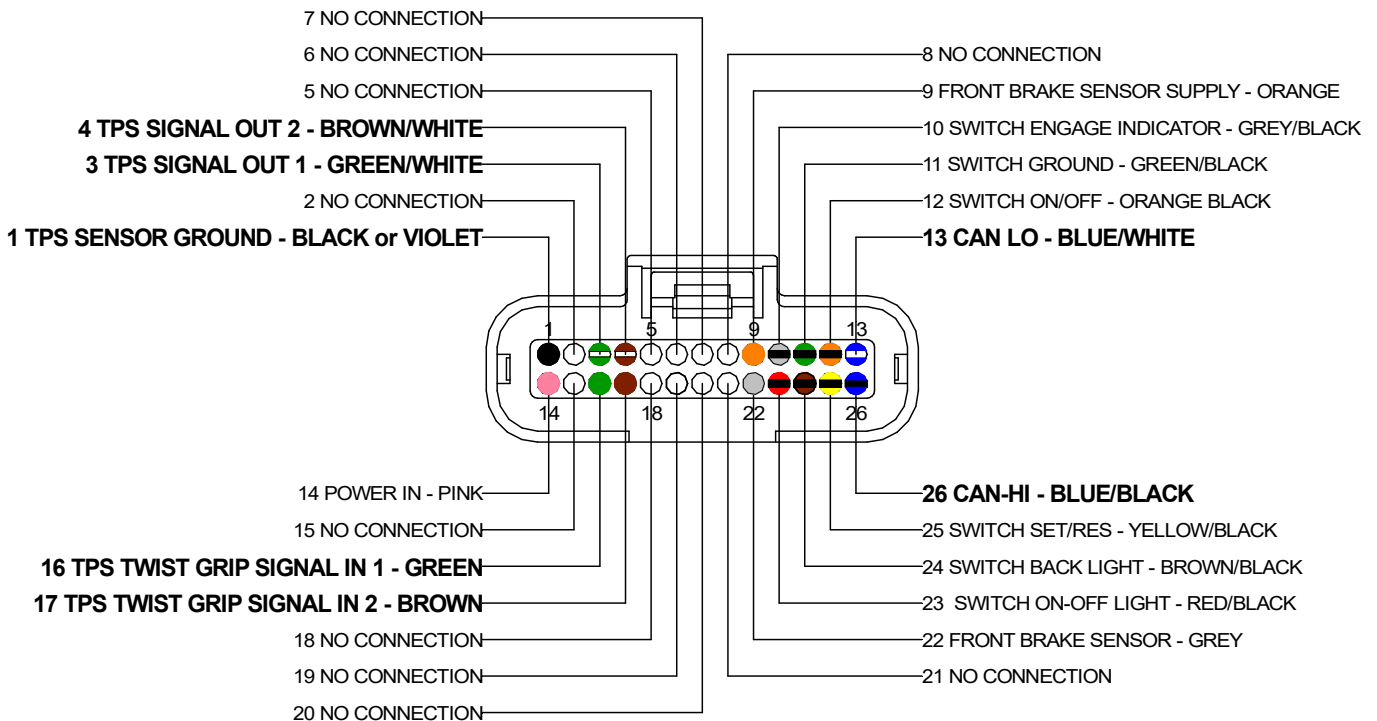 7 NO CONNECTION
6 NO CONNECTION
5 NO CONNECTION
4 TPS SIGNAL OUT 2 - BROWN/WHITE
3 TPS SIGNAL OUT 1 - GREEN/WHITE
2 NO CONNECTION
1 TPS SENSOR GROUND - BLACK or VIOLET
8 NO CONNECTION
9 FRONT BRAKE SENSOR SUPPLY - ORANGE
10 SWITCH ENGAGE INDICATOR - GREY/BLACK
11 SWITCH GROUND - GREEN/BLACK
12 SWITCH ON/OFF - ORANGE BLACK
13 CAN LO - BLUE/WHITE
1 5 9 13
14 18 22 26
14 POWER IN - PINK
15 NO CONNECTION
16 TPS TWIST GRIP SIGNAL IN 1 - GREEN
17 TPS TWIST GRIP SIGNAL IN 2 - BROWN
18 NO CONNECTION
19 NO CONNECTION
20 NO CONNECTION
26 CAN-HI - BLUE/BLACK
25 SWITCH SET/RES - YELLOW/BLACK
24 SWITCH BACK LIGHT - BROWN/BLACK
23 SWITCH ON-OFF LIGHT - RED/BLACK
22 FRONT BRAKE SENSOR - GREY
21 NO CONNECTION